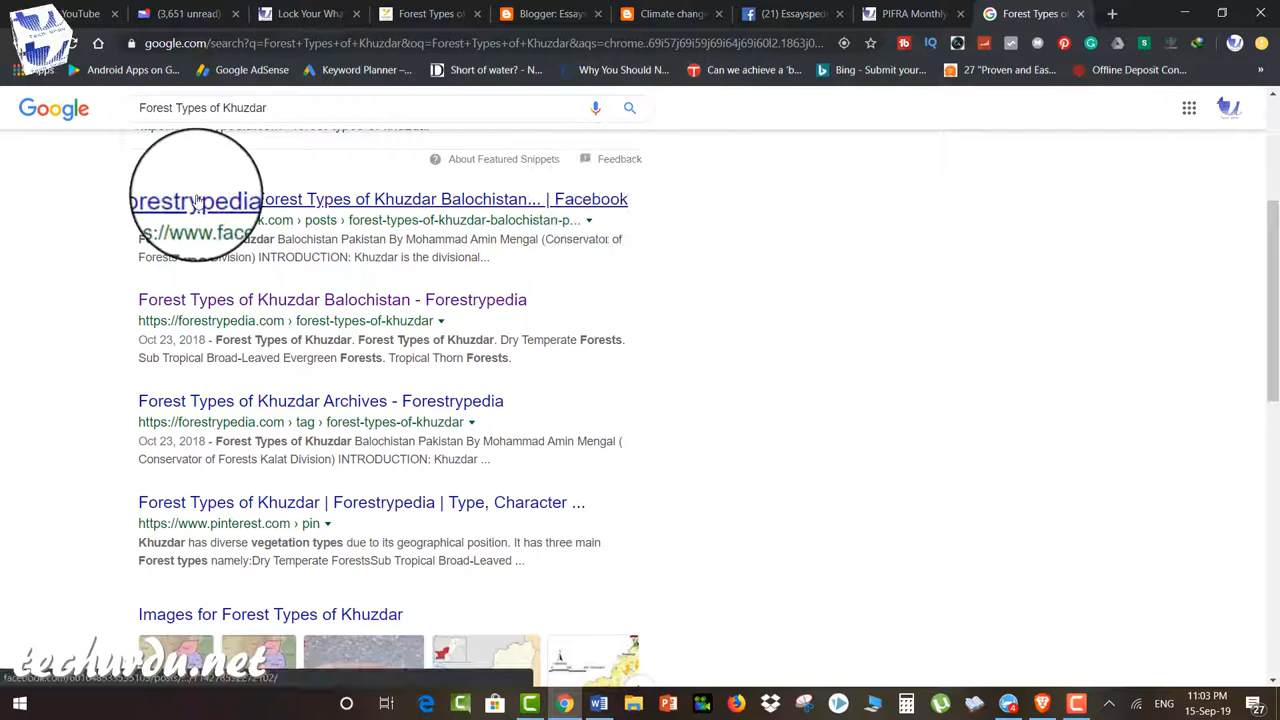 (3,651 unread)
Lock Your Wha
Forest Types of
Blogger: Essays
Climate chang
Essayspedia
PIFRA Monthly
Forest Types of
google.com/search?q=Forest+Types+of+Khuzdar&oq=Forest+Types+of+Khuzdar&aqs=chrome..
Android Apps on G...
Google AdSense
Keyword Planner –...
Short of water? - N...
Why You Should N...
Can we achieve a 'b...
Bing - Submit your...
27 "Proven and Eas...
Offline Deposit Con...
Google
Forest Types of Khuzdar
About Featured Snippets
Feedback
orestrypedia
orest Types of Khuzdar Balochistan... | Facebook
s://www.face
k.com › posts › forest-types-of-khuzdar-balochistan-p...
Balochistan Pakistan By Mohammad Amin Mengal (Conservator of
Division) INTRODUCTION: Khuzdar is the divisional...
Forest Types of Khuzdar Balochistan - Forestrypedia
https://forestrypedia.com › forest-types-of-khuzdar
Oct 23, 2018 - Forest Types of Khuzdar. Forest Types of Khuzdar. Dry Temperate Forests.
Sub Tropical Broad-Leaved Evergreen Forests. Tropical Thorn Forests.
Forest Types of Khuzdar Archives - Forestrypedia
https://forestrypedia.com › tag › forest-types-of-khuzdar
Oct 23, 2018 - Forest Types of Khuzdar Balochistan Pakistan By Mohammad Amin Mengal (
Conservator of Forests Kalat Division) INTRODUCTION: Khuzdar ...
Forest Types of Khuzdar | Forestrypedia | Type, Character ...
https://www.pinterest.com › pin
Khuzdar has diverse vegetation types due to its geographical position. It has three main
Forest types namely:Dry Temperate ForestsSub Tropical Broad-Leaved ...
Images for Forest Types of Khuzdar
techurdu.net
ENG
11:03 PM
15-Sep-19
27